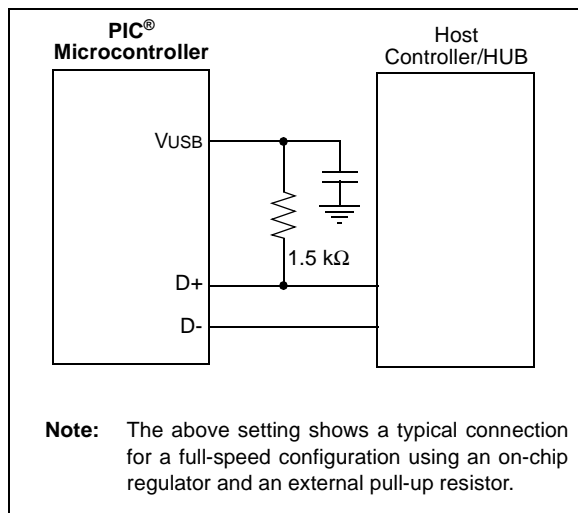 PIC®
Microcontroller
Host
Controller/HUB
VUSB
1.5 kΩ
D+
D-
Note: The above setting shows a typical connection
for a full-speed configuration using an on-chip
regulator and an external pull-up resistor.